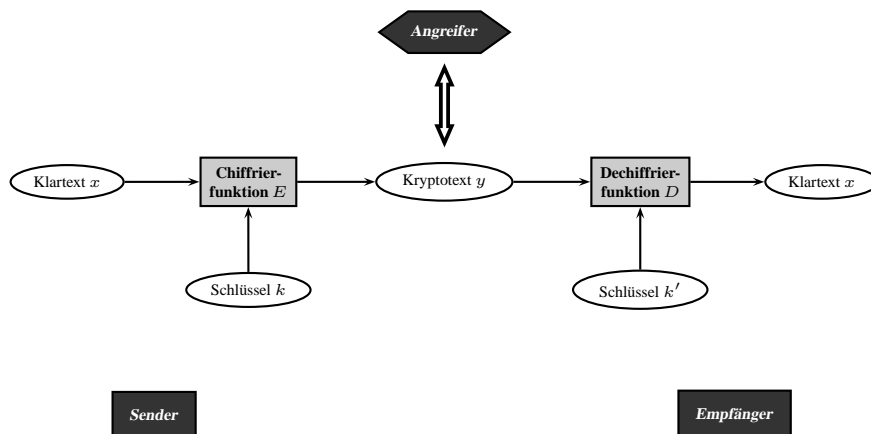 Angreifer
Klartext x
Chiffrier-
funktion E
Kryptotext y
Dechiffrier-
funktion D
Klartext x
Schlüssel k
Schlüssel k′
Sender
Empfänger